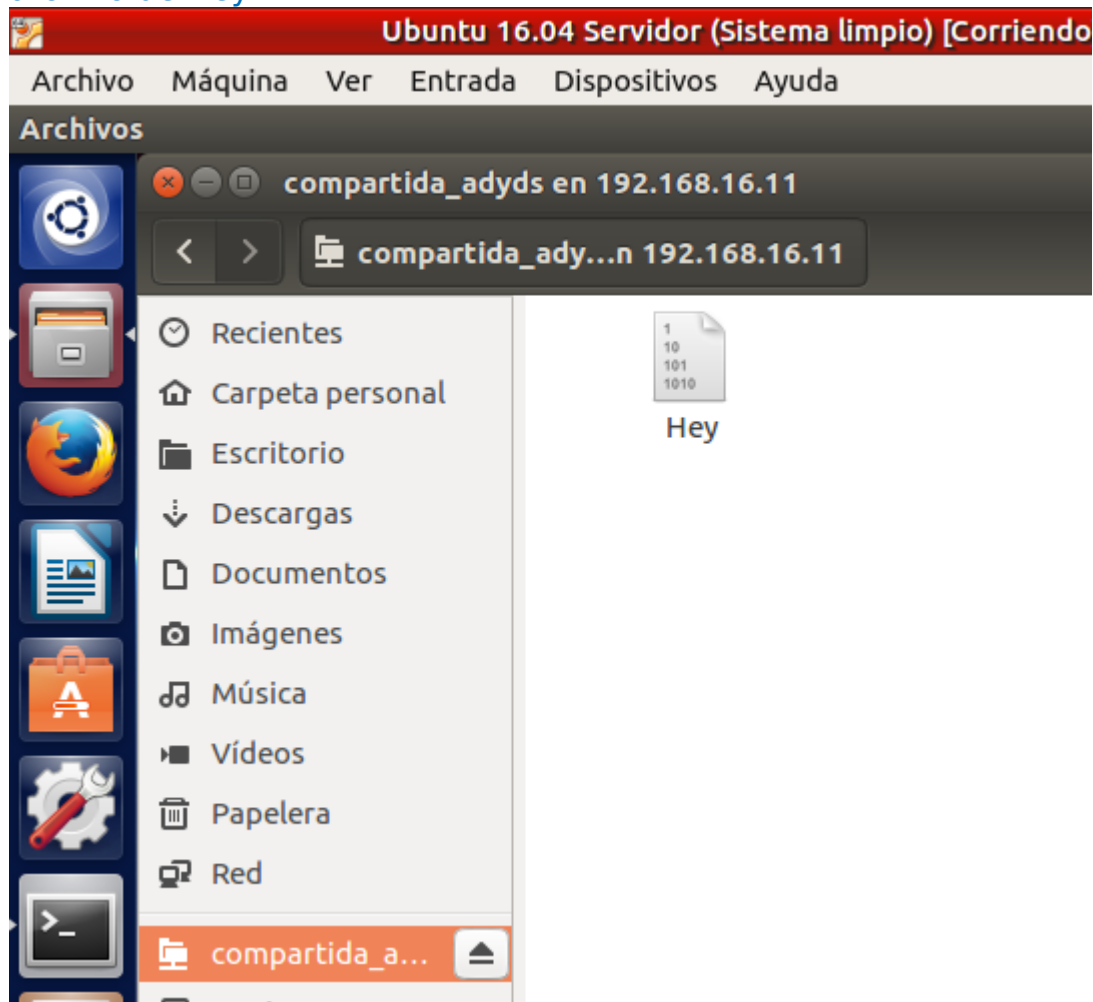 Ubuntu 16.04 Servidor (Sistema limpio) [Corriendo
Archivo Máquina Ver Entrada Dispositivos Ayuda
Archivos
compartida_adyds en 192.168.16.11
compartida_ady...n 192.168.16.11
Recientes
Carpeta personal
Escritorio
Descargas
Documentos
Imágenes
Música
Vídeos
Papelera
Red
compartida_a...
1
10
101
1010
Hey